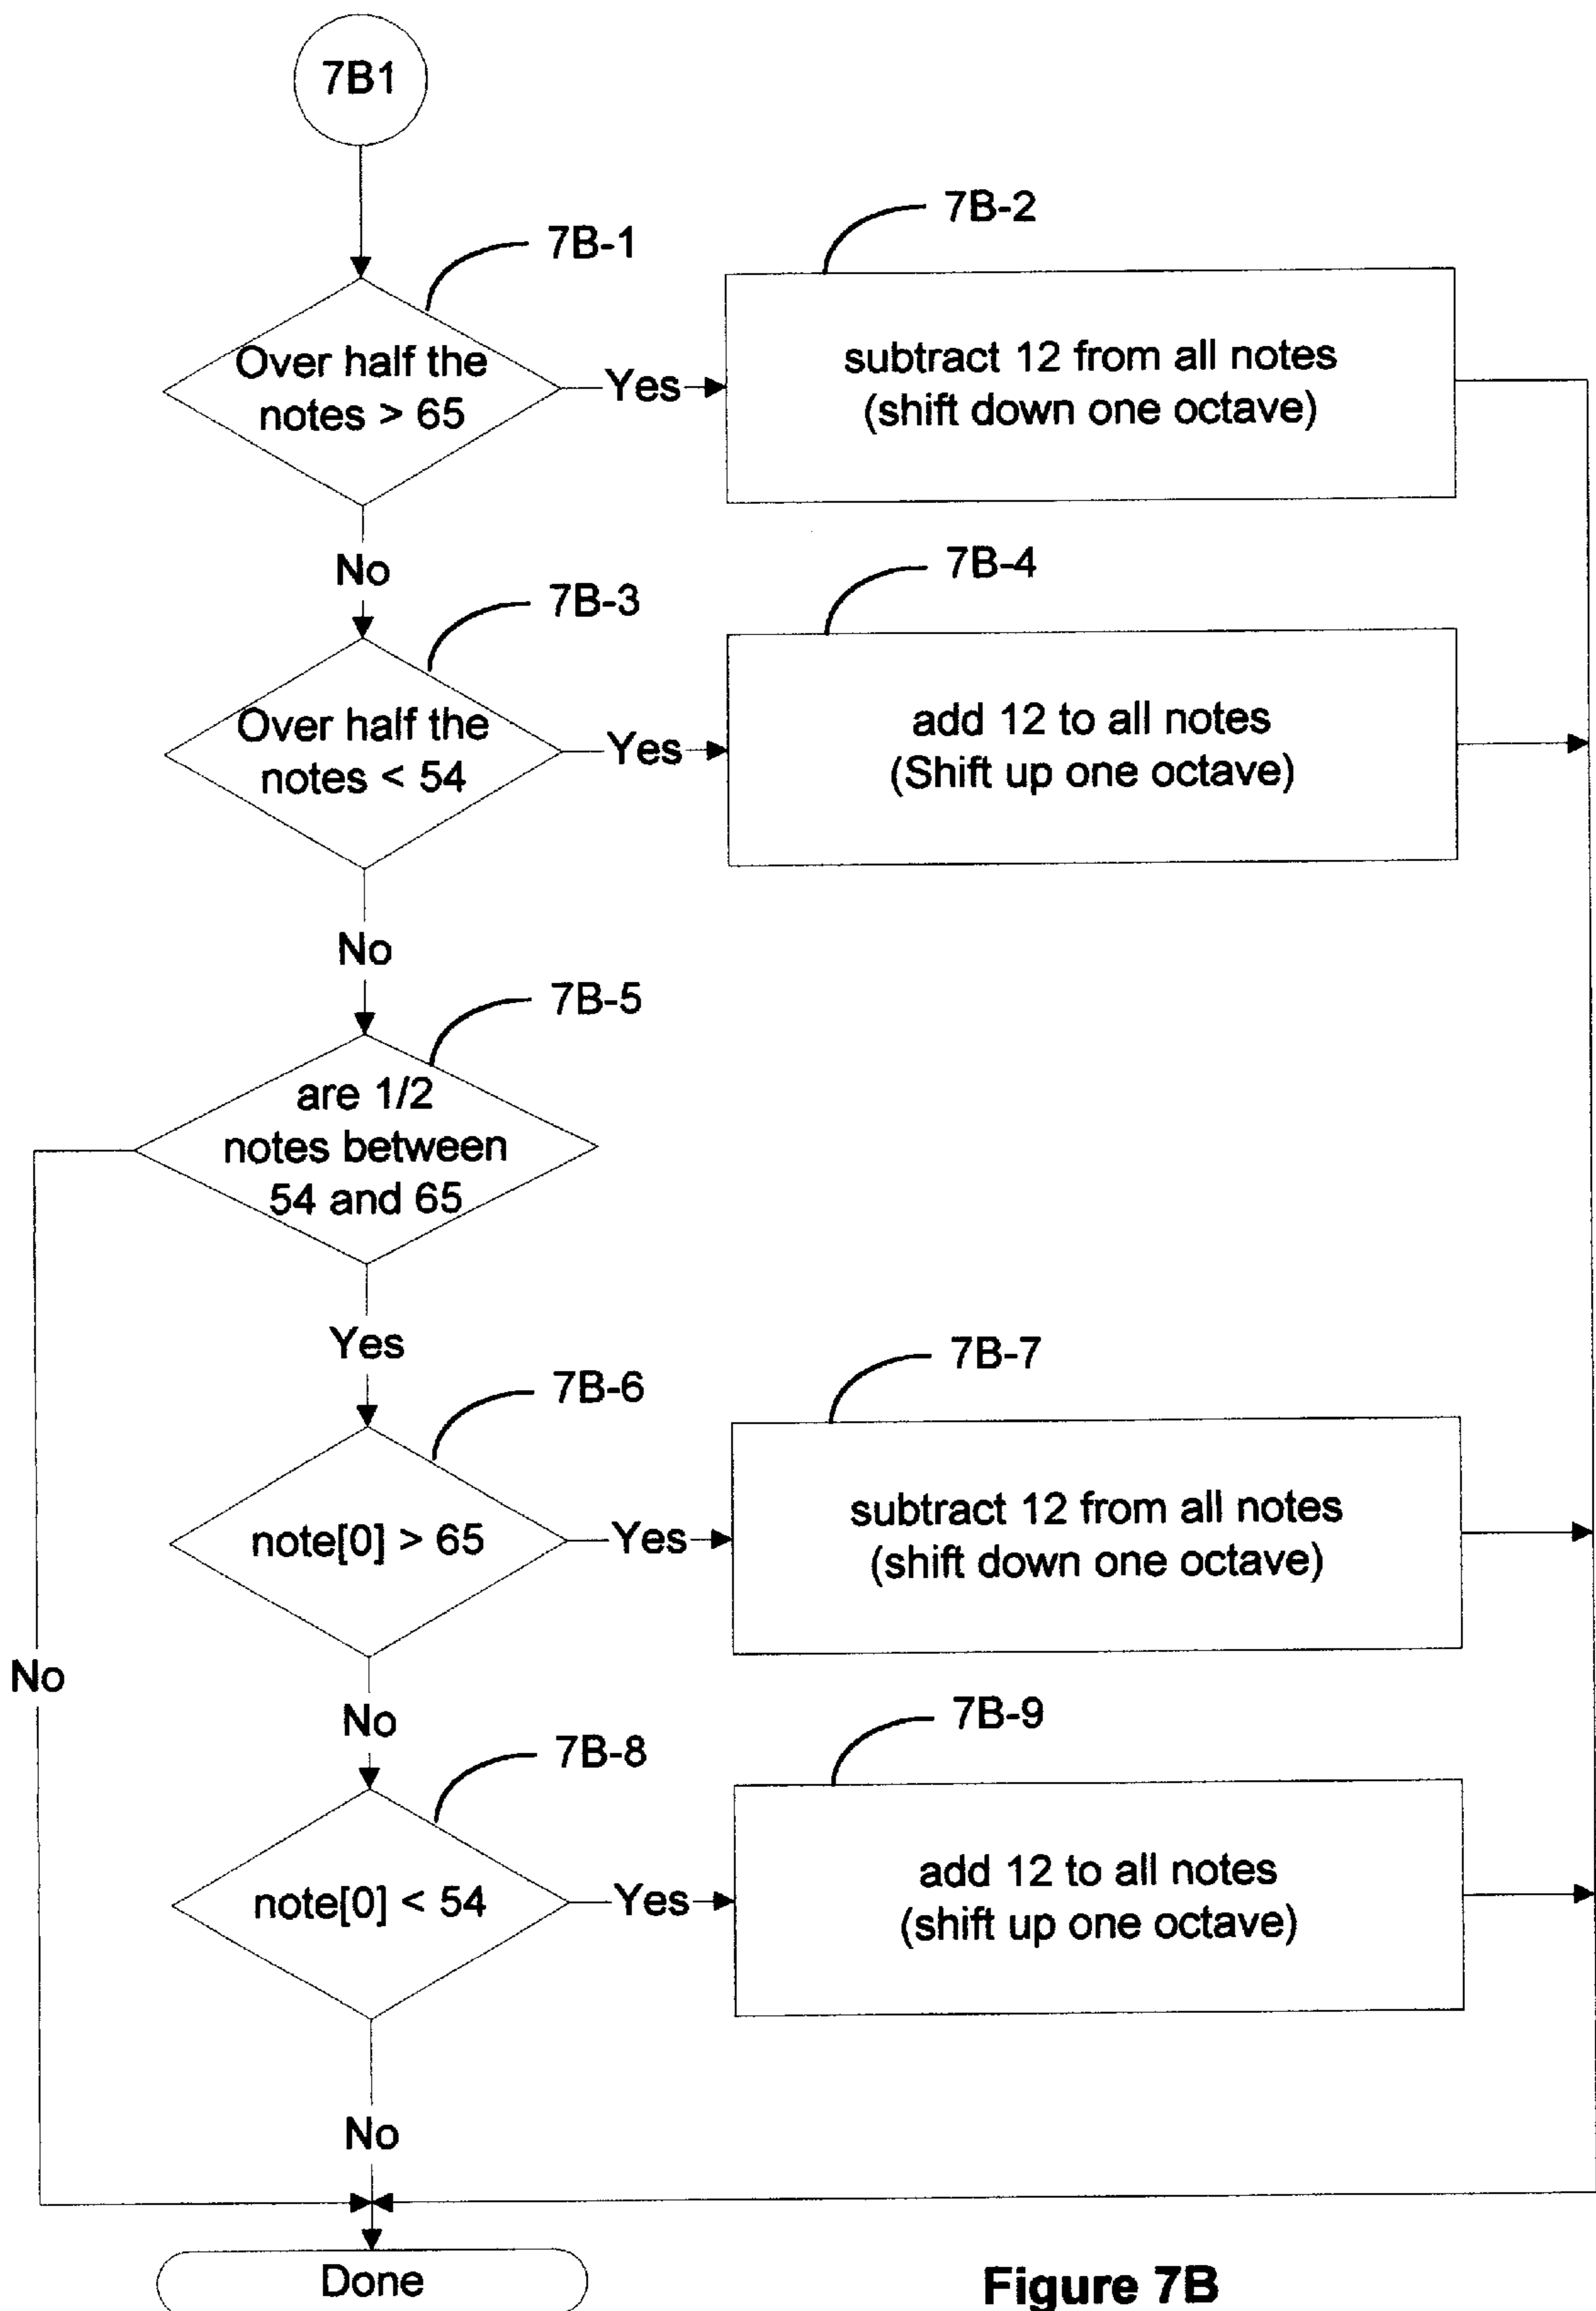 7B1
7B-1
7B-2
Over half the
notes > 65
Yes
subtract 12 from all notes
(shift down one octave)
No
7B-3
7B-4
Over half the
notes < 54
Yes
add 12 to all notes
(Shift up one octave)
No
7B-5
are 1/2
notes between
54 and 65
Yes
No
7B-6
7B-7
note[0] > 65
Yes
subtract 12 from all notes
(shift down one octave)
No
7B-8
7B-9
note[0] < 54
Yes
add 12 to all notes
(shift up one octave)
No
Done
Figure 7B